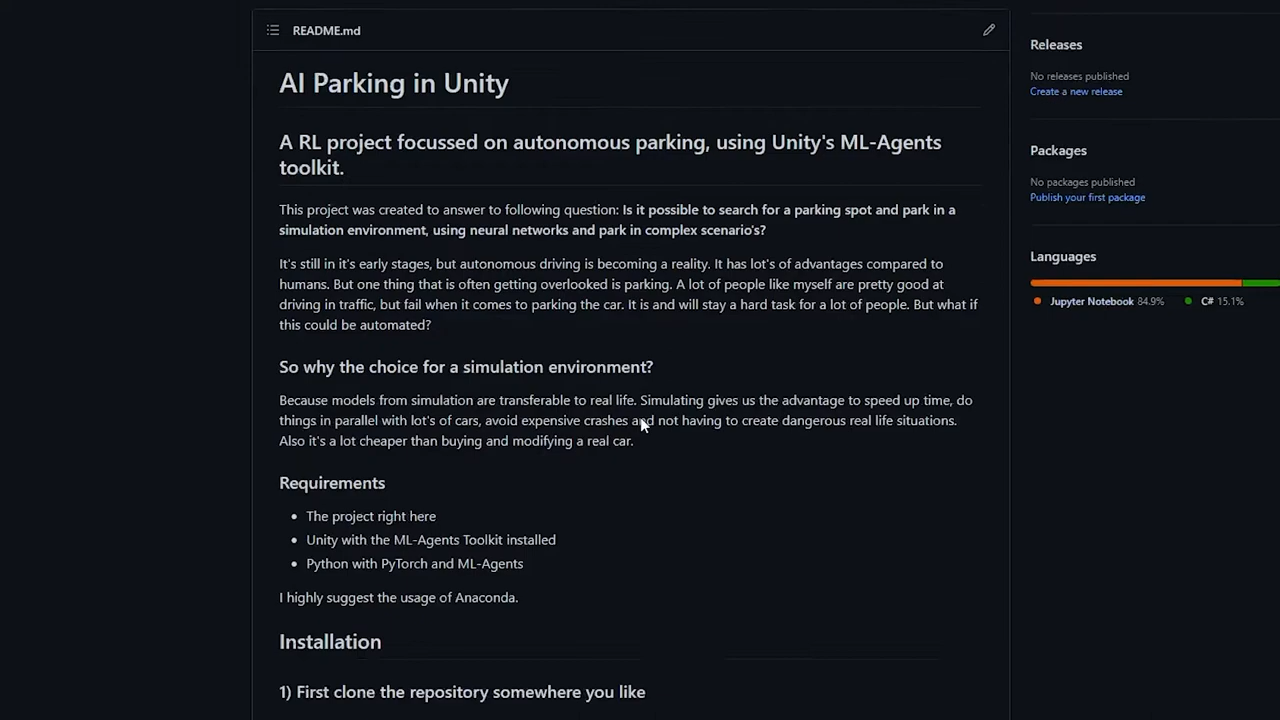 README.md
AI Parking in Unity
A RL project focussed on autonomous parking, using Unity's ML-Agents
toolkit.
This project was created to answer to following question: Is it possible to search for a parking spot and park in a
simulation environment, using neural networks and park in complex scenario's?
It's still in it's early stages, but autonomous driving is becoming a reality. It has lot's of advantages compared to
humans. But one thing that is often getting overlooked is parking. A lot of people like myself are pretty good at
driving in traffic, but fail when it comes to parking the car. It is and will stay a hard task for a lot of people. But what if
this could be automated?
So why the choice for a simulation environment?
Because models from simulation are transferable to real life. Simulating gives us the advantage to speed up time, do
things in parallel with lot's of cars, avoid expensive crashes and not having to create dangerous real life situations.
Also it's a lot cheaper than buying and modifying a real car.
Requirements
• The project right here
• Unity with the ML-Agents Toolkit installed
• Python with PyTorch and ML-Agents
I highly suggest the usage of Anaconda.
Installation
1) First clone the repository somewhere you like
Releases
No releases published
Create a new release
Packages
No packages published
Publish your first package
Languages
Jupyter Notebook 84.9% C# 15.1%